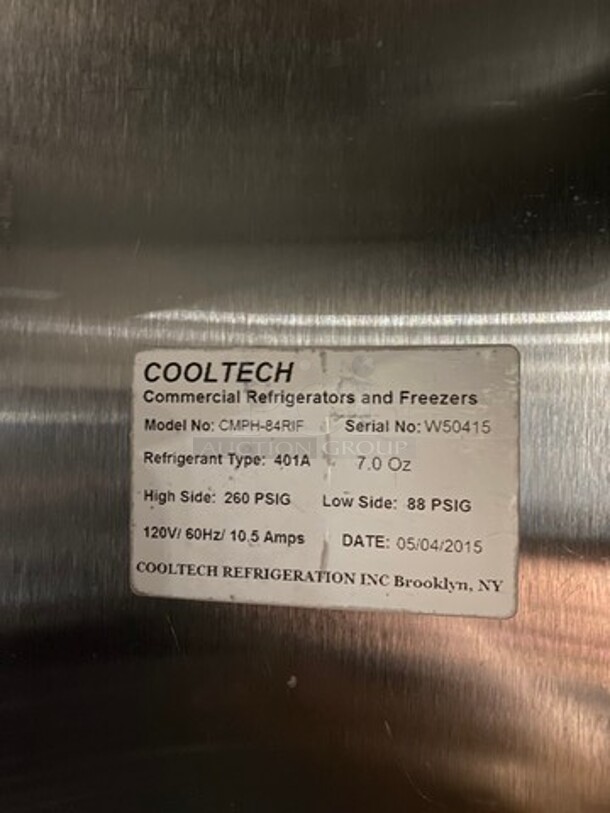 COOLTECH
Commercial Refrigerators and Freezers
Model No: CMPH-84RIF Serial No: W50415
AUCTION GROUP
Refrigerant Type: 401A 7.0 Oz
High Side: 260 PSIG Low Side: 88 PSIG
120V/ 60Hz/ 10.5 Amps DATE: 05/04/2015
COOLTECH REFRIGERATION INC Brooklyn, NY